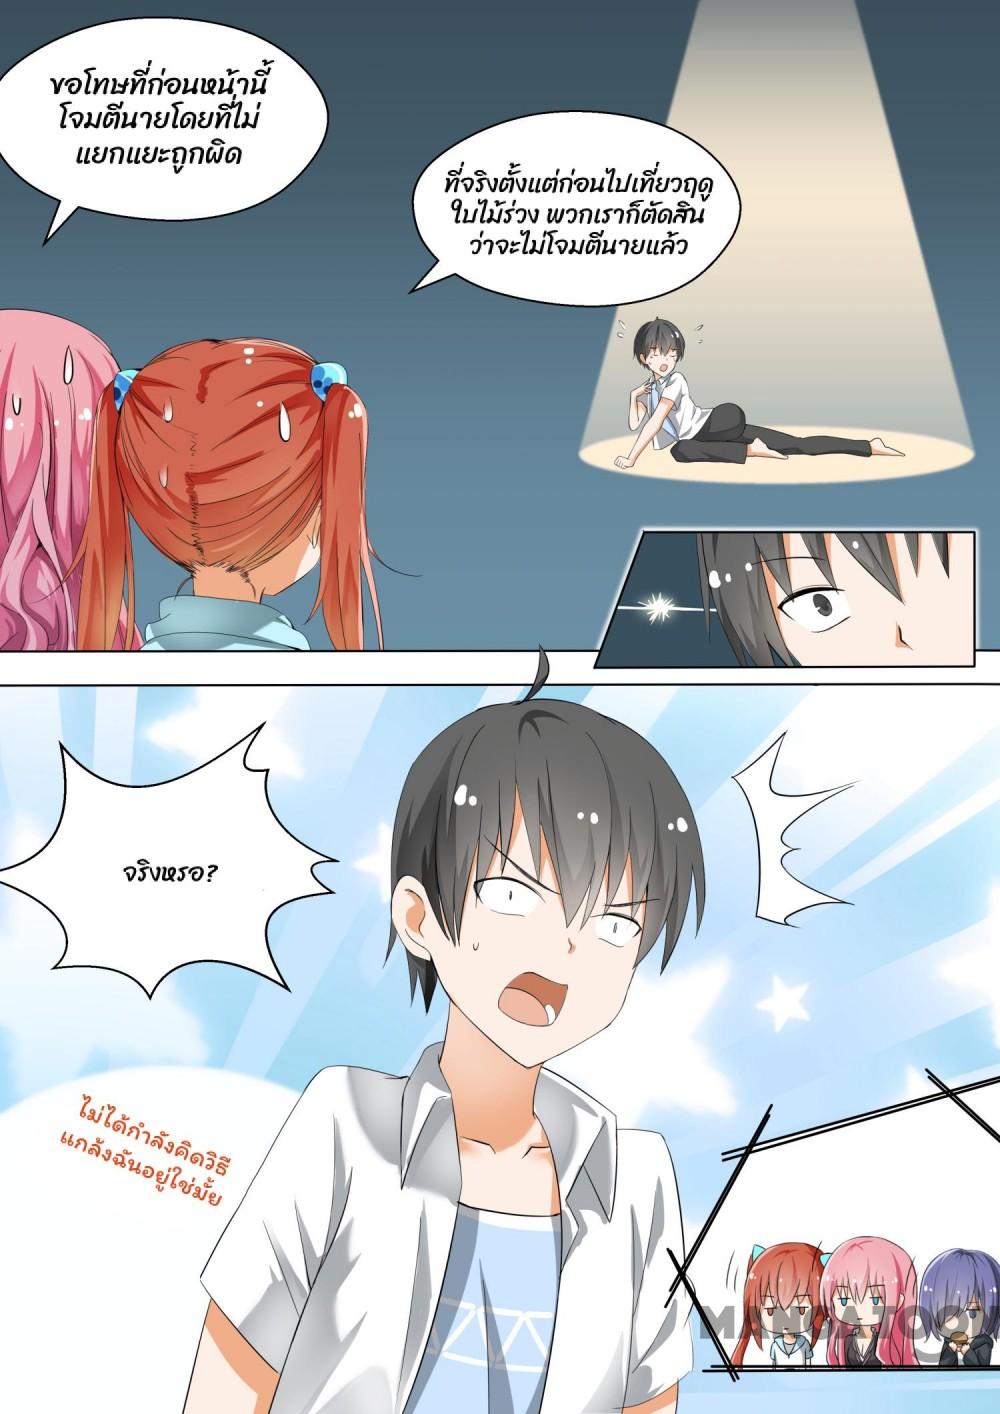 ขอโทษที่ก่อนหน้านี้
โจมตีนายโดยที่ไม่
แยกแยะถูกผิด
ที่จริงตั้งแต่ก่อนไปเที่ยวฤดู
ใบไม้ร่วง พวกเราก็ตัดสิน
ว่าจะไม่โจมตีนายแล้ว
จริงหรอ?
ไม่ได้กำลังคิดวิธี
แกล้งฉันอยู่ใช่มั้ย
MANGATOON